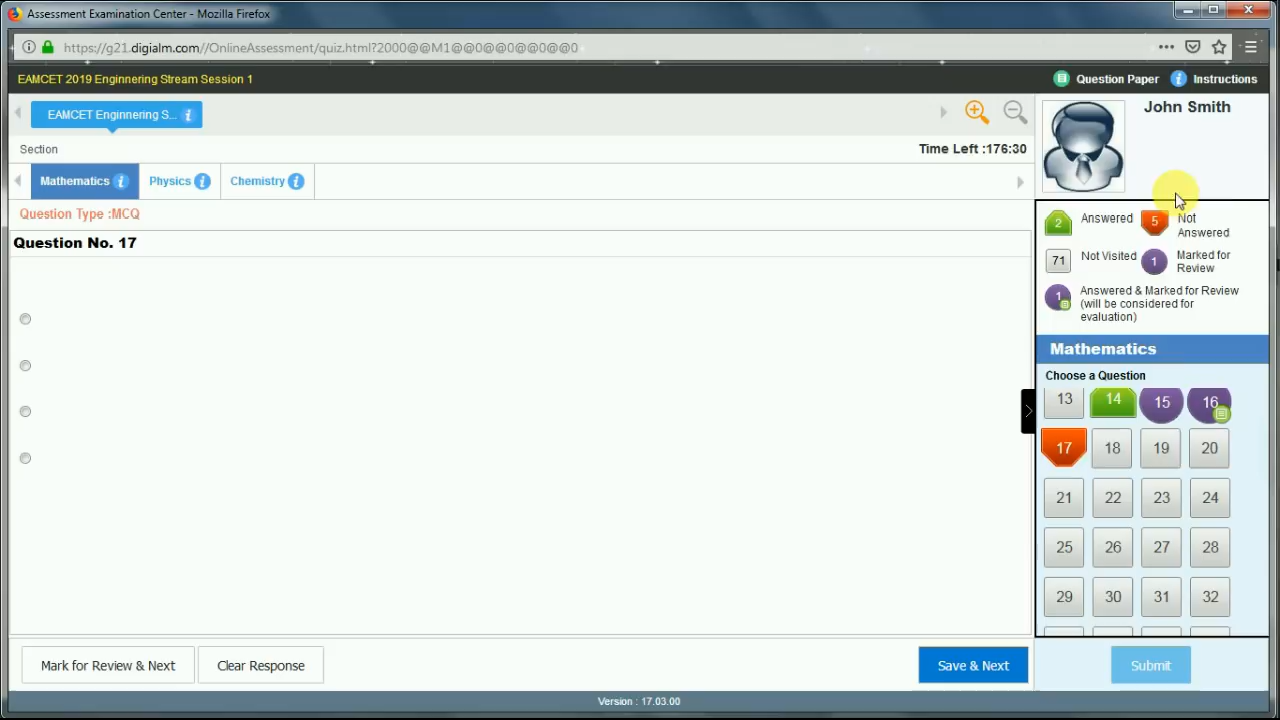 Assessment Examination Center - Mozilla Firefox
https://g21.digialm.com//OnlineAssessment/quiz.html?2000@@M1@@0@@0@@0@@0
EAMCET 2019 Enginnering Stream Session 1
Question Paper
Instructions
EAMCET Enginnering S...
John Smith
Section
Time Left :176:30
Mathematics
Physics
Chemistry
Question Type :MCQ
Question No. 17
2 Answered
5 Not
Answered
71 Not Visited
1 Marked for
Review
1 Answered & Marked for Review
(will be considered for
evaluation)
Mathematics
Choose a Question
13 14 15 16
17 18 19 20
21 22 23 24
25 26 27 28
29 30 31 32
Mark for Review & Next
Clear Response
Save & Next
Submit
Version : 17.03.00